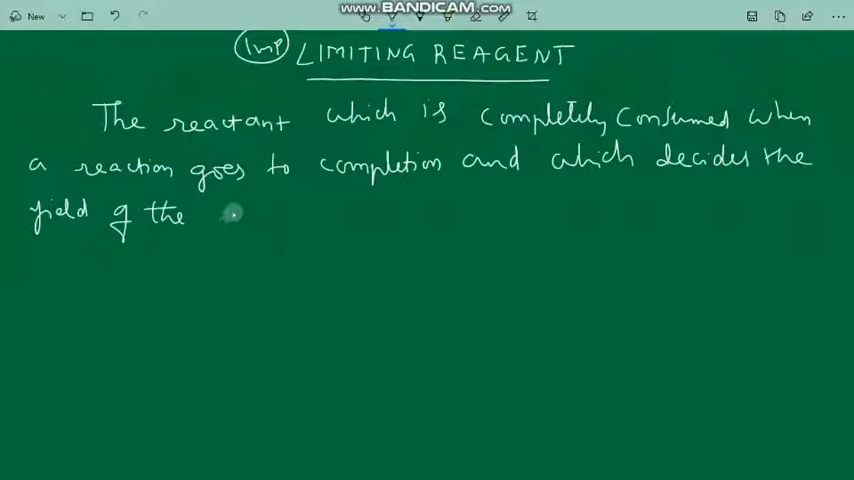 WWW.BANDICAM.COM
New
Imp LIMITING REAGENT
The reactant which is completely consumed when
a reaction goes to completion and which decides the
yield of the